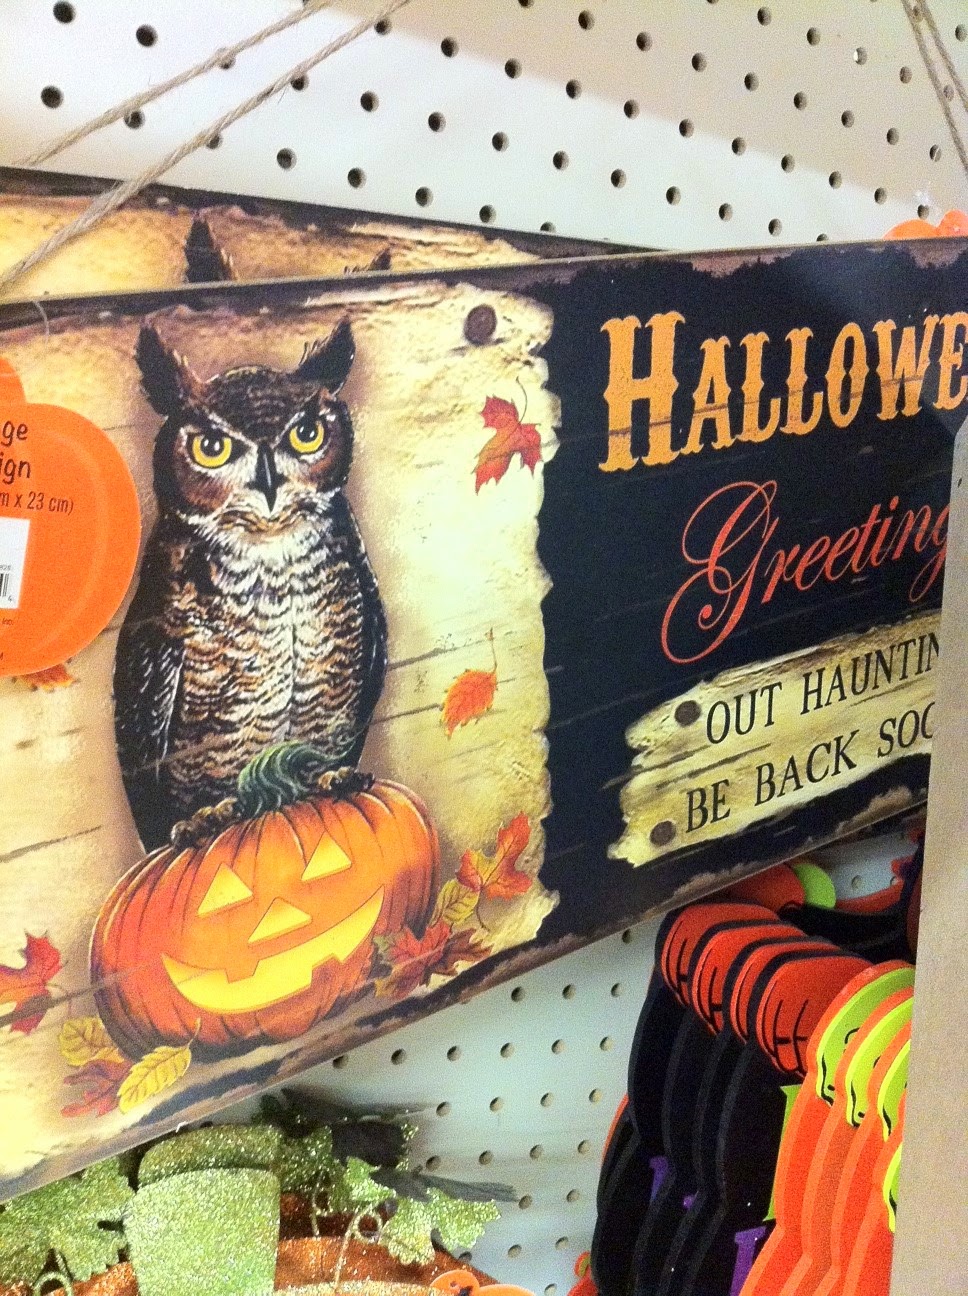 HALLOWE
Greeting
OUT HAUNTIN
BE BACK SOO
ge
ign
m x 23 cm)